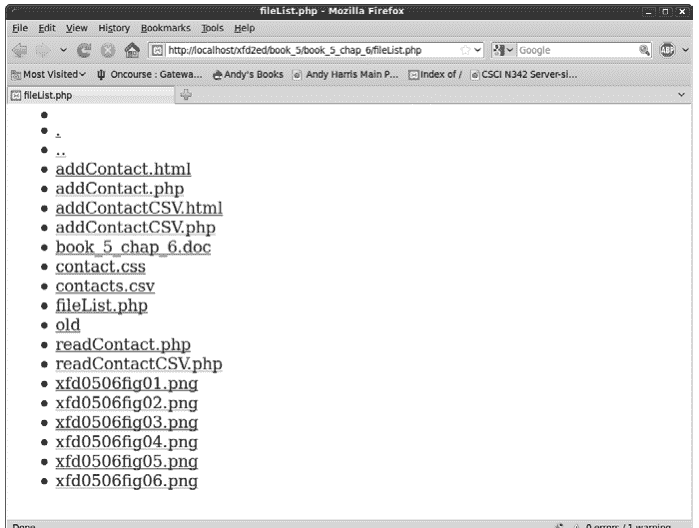 fileList.php - Mozilla Firefox
File Edit View History Bookmarks Tools Help
http://localhost/xfd2ed/book_5/book_5_chap_6/fileList.php
Google
ABP
Most Visited Oncourse : Gatewa... Andy's Books Andy Harris Main P... Index of / CSCI N342 Server-si...
fileList.php
.
..
addContact.html
addContact.php
addContactCSV.html
addContactCSV.php
book_5_chap_6.doc
contact.css
contacts.csv
fileList.php
old
readContact.php
readContactCSV.php
xfd0506fig01.png
xfd0506fig02.png
xfd0506fig03.png
xfd0506fig04.png
xfd0506fig05.png
xfd0506fig06.png
Done 0 errors / 1 warning